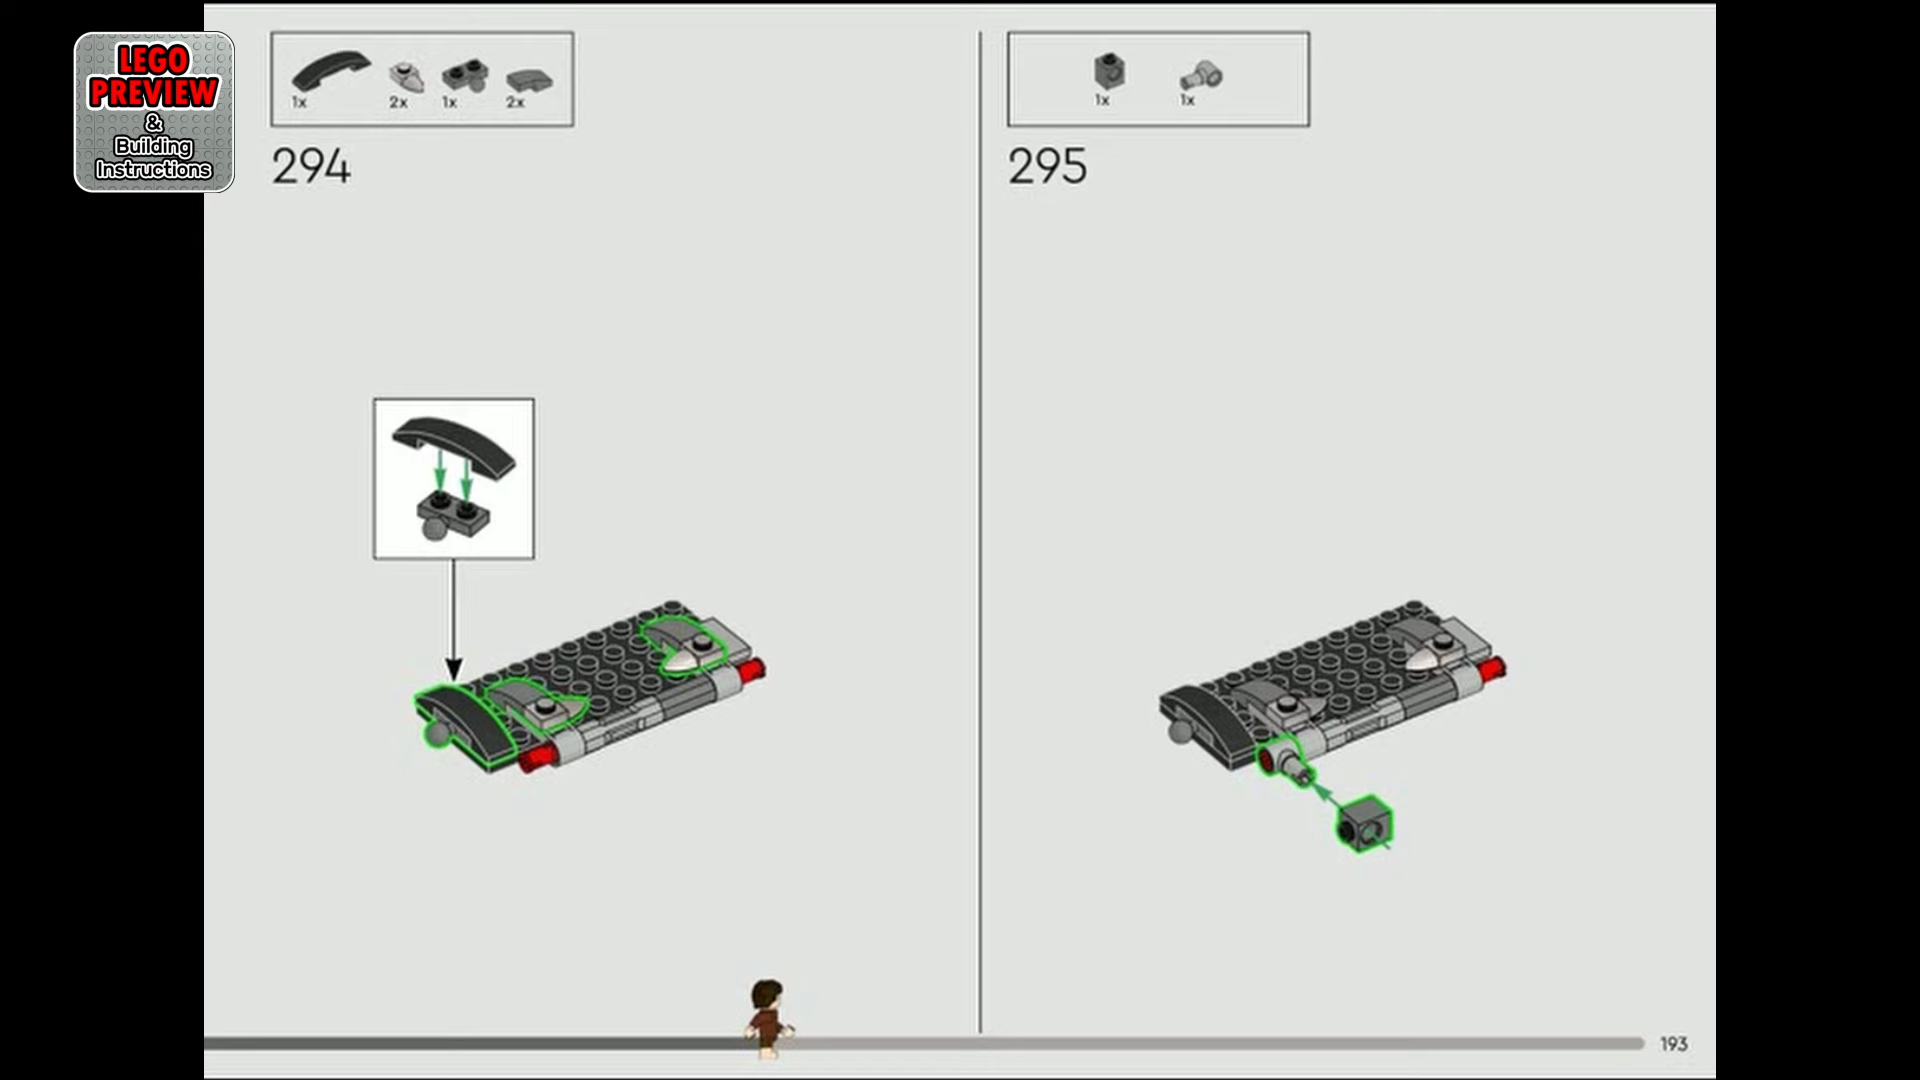 LEGO
PREVIEW
&
Building
Instructions
1x 2x 1x 2x
294
1x 1x
295
193